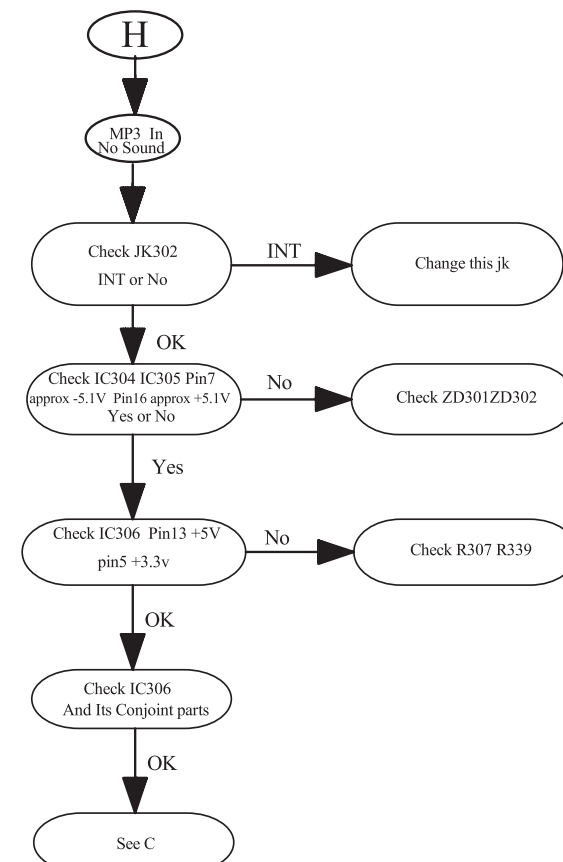 H
MP3 In
No Sound
Check JK302
INT or No
INT
Change this jk
OK
Check IC304 IC305 Pin7
approx -5.1V Pin16 approx +5.1V
Yes or No
No
Check ZD301ZD302
Yes
Check IC306 Pin13 +5V
pin5 +3.3v
No
Check R307 R339
OK
Check IC306
And Its Conjoint parts
OK
See C